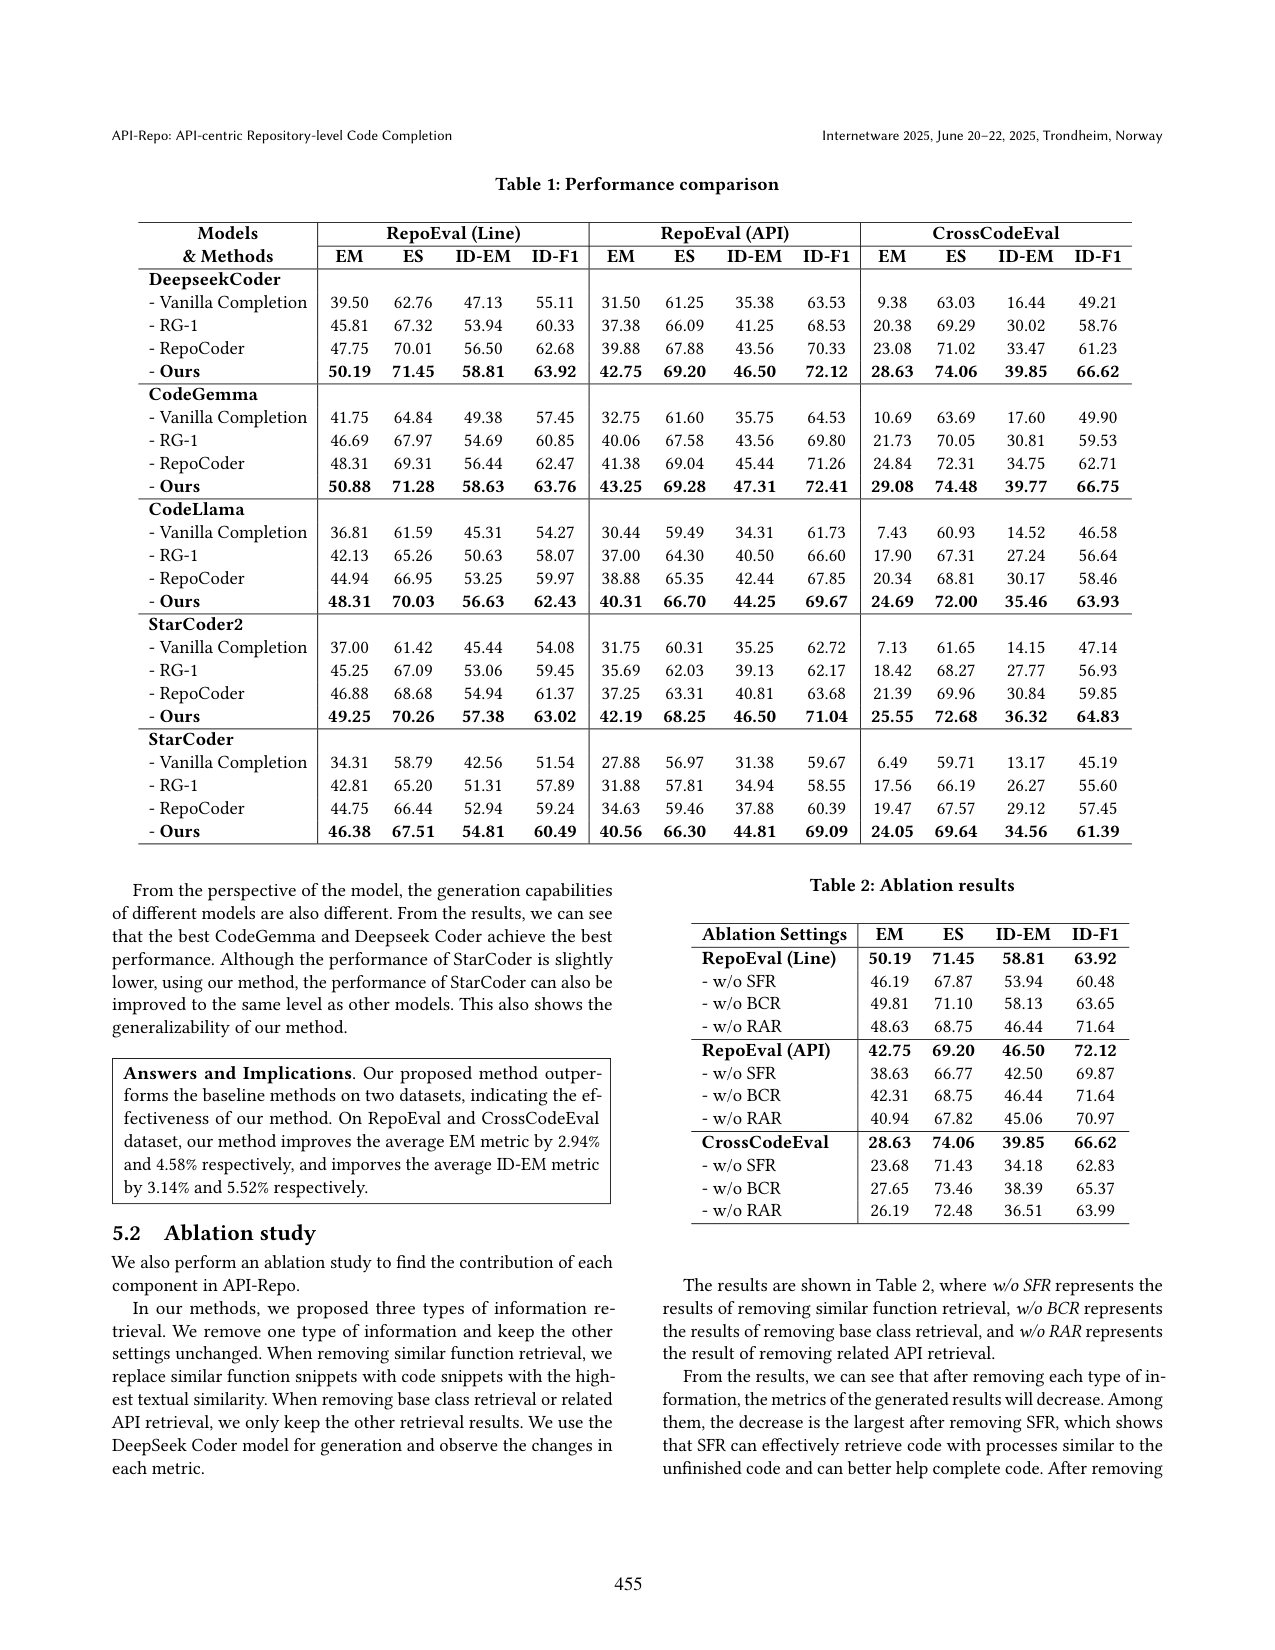 API-Repo: API-centric Repository-level Code Completion
Internetware 2025, June 20–22, 2025, Trondheim, Norway
Table 1: Performance comparison
Models RepoEval (Line) RepoEval (API) CrossCodeEval
& Methods EM ES ID-EM ID-F1 EM ES ID-EM ID-F1 EM ES ID-EM ID-F1
DeepseekCoder
- Vanilla Completion 39.50 62.76 47.13 55.11 31.50 61.25 35.38 63.53 9.38 63.03 16.44 49.21
- RG-1 45.81 67.32 53.94 60.33 37.38 66.09 41.25 68.53 20.38 69.29 30.02 58.76
- RepoCoder 47.75 70.01 56.50 62.68 39.88 67.88 43.56 70.33 23.08 71.02 33.47 61.23
- Ours 50.19 71.45 58.81 63.92 42.75 69.20 46.50 72.12 28.63 74.06 39.85 66.62
CodeGemma
- Vanilla Completion 41.75 64.84 49.38 57.45 32.75 61.60 35.75 64.53 10.69 63.69 17.60 49.90
- RG-1 46.69 67.97 54.69 60.85 40.06 67.58 43.56 69.80 21.73 70.05 30.81 59.53
- RepoCoder 48.31 69.31 56.44 62.47 41.38 69.04 45.44 71.26 24.84 72.31 34.75 62.71
- Ours 50.88 71.28 58.63 63.76 43.25 69.28 47.31 72.41 29.08 74.48 39.77 66.75
CodeLlama
- Vanilla Completion 36.81 61.59 45.31 54.27 30.44 59.49 34.31 61.73 7.43 60.93 14.52 46.58
- RG-1 42.13 65.26 50.63 58.07 37.00 64.30 40.50 66.60 17.90 67.31 27.24 56.64
- RepoCoder 44.94 66.95 53.25 59.97 38.88 65.35 42.44 67.85 20.34 68.81 30.17 58.46
- Ours 48.31 70.03 56.63 62.43 40.31 66.70 44.25 69.67 24.69 72.00 35.46 63.93
StarCoder2
- Vanilla Completion 37.00 61.42 45.44 54.08 31.75 60.31 35.25 62.72 7.13 61.65 14.15 47.14
- RG-1 45.25 67.09 53.06 59.45 35.69 62.03 39.13 62.17 18.42 68.27 27.77 56.93
- RepoCoder 46.88 68.68 54.94 61.37 37.25 63.31 40.81 63.68 21.39 69.96 30.84 59.85
- Ours 49.25 70.26 57.38 63.02 42.19 68.25 46.50 71.04 25.55 72.68 36.32 64.83
StarCoder
- Vanilla Completion 34.31 58.79 42.56 51.54 27.88 56.97 31.38 59.67 6.49 59.71 13.17 45.19
- RG-1 42.81 65.20 51.31 57.89 31.88 57.81 34.94 58.55 17.56 66.19 26.27 55.60
- RepoCoder 44.75 66.44 52.94 59.24 34.63 59.46 37.88 60.39 19.47 67.57 29.12 57.45
- Ours 46.38 67.51 54.81 60.49 40.56 66.30 44.81 69.09 24.05 69.64 34.56 61.39
From the perspective of the model, the generation capabilities
of different models are also different. From the results, we can see
that the best CodeGemma and Deepseek Coder achieve the best
performance. Although the performance of StarCoder is slightly
lower, using our method, the performance of StarCoder can also be
improved to the same level as other models. This also shows the
generalizability of our method.
Answers and Implications. Our proposed method outper-
forms the baseline methods on two datasets, indicating the ef-
fectiveness of our method. On RepoEval and CrossCodeEval
dataset, our method improves the average EM metric by 2.94%
and 4.58% respectively, and imporves the average ID-EM metric
by 3.14% and 5.52% respectively.
5.2 Ablation study
We also perform an ablation study to find the contribution of each
component in API-Repo.
In our methods, we proposed three types of information re-
trieval. We remove one type of information and keep the other
settings unchanged. When removing similar function retrieval, we
replace similar function snippets with code snippets with the high-
est textual similarity. When removing base class retrieval or related
API retrieval, we only keep the other retrieval results. We use the
DeepSeek Coder model for generation and observe the changes in
each metric.
Table 2: Ablation results
Ablation Settings EM ES ID-EM ID-F1
RepoEval (Line) 50.19 71.45 58.81 63.92
- w/o SFR 46.19 67.87 53.94 60.48
- w/o BCR 49.81 71.10 58.13 63.65
- w/o RAR 48.63 68.75 46.44 71.64
RepoEval (API) 42.75 69.20 46.50 72.12
- w/o SFR 38.63 66.77 42.50 69.87
- w/o BCR 42.31 68.75 46.44 71.64
- w/o RAR 40.94 67.82 45.06 70.97
CrossCodeEval 28.63 74.06 39.85 66.62
- w/o SFR 23.68 71.43 34.18 62.83
- w/o BCR 27.65 73.46 38.39 65.37
- w/o RAR 26.19 72.48 36.51 63.99
The results are shown in Table 2, where w/o SFR represents the
results of removing similar function retrieval, w/o BCR represents
the results of removing base class retrieval, and w/o RAR represents
the result of removing related API retrieval.
From the results, we can see that after removing each type of in-
formation, the metrics of the generated results will decrease. Among
them, the decrease is the largest after removing SFR, which shows
that SFR can effectively retrieve code with processes similar to the
unfinished code and can better help complete code. After removing
455